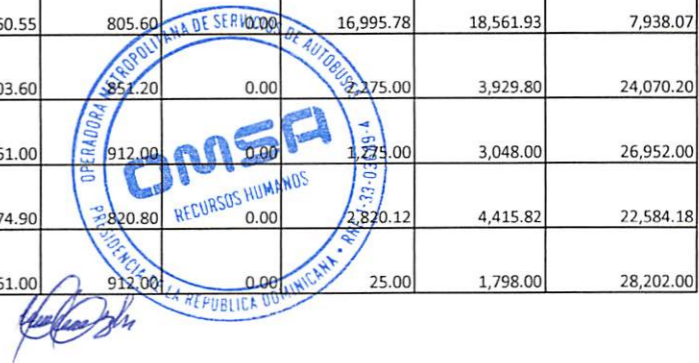 60.55 805.60 0.00 16,995.78 18,561.93 7,938.07
03.60 851.20 0.00 2,275.00 3,929.80 24,070.20
61.00 912.00 0.00 1,275.00 3,048.00 26,952.00
74.90 820.80 0.00 2,820.12 4,415.82 22,584.18
61.00 912.00 0.00 25.00 1,798.00 28,202.00
OPERADORA METROPOLITANA DE SERVICIOS DE AUTOBUSES
OMSA
RECURSOS HUMANOS
PRESIDENCIA DE LA REPUBLICA DOMINICANA